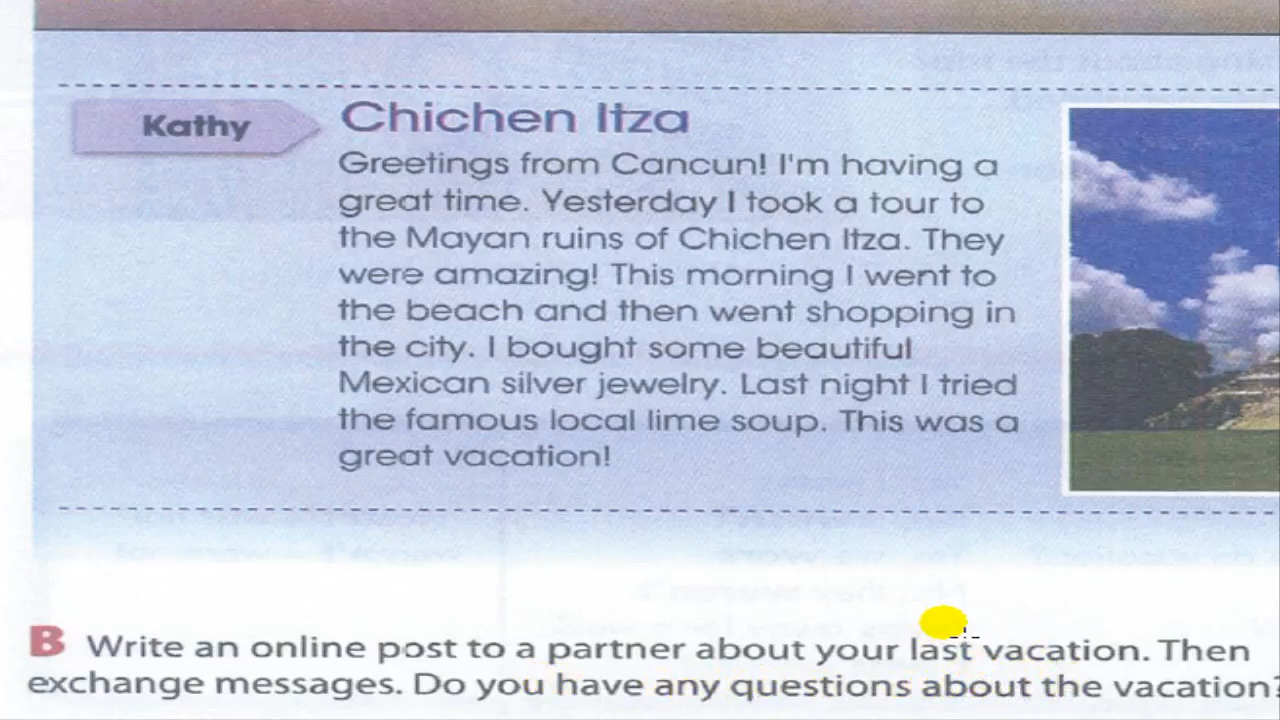 Kathy
Chichen Itza
Greetings from Cancun! I'm having a
great time. Yesterday I took a tour to
the Mayan ruins of Chichen Itza. They
were amazing! This morning I went to
the beach and then went shopping in
the city. I bought some beautiful
Mexican silver jewelry. Last night I tried
the famous local lime soup. This was a
great vacation!
B Write an online post to a partner about your last vacation. Then
exchange messages. Do you have any questions about the vacation?